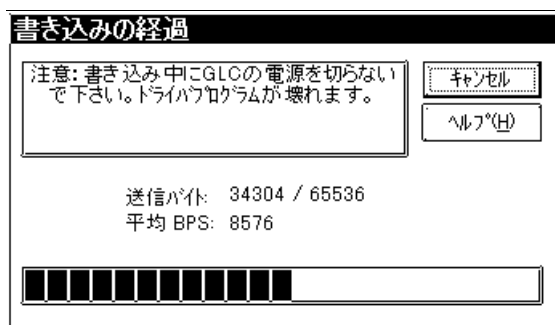 書き込みの経過
注意: 書き込み中にGLCの電源を切らない
で下さい。ﾄﾞﾗｲﾊﾞﾌﾟﾛｸﾞﾗﾑが壊れます。
ｷｬﾝｾﾙ
ﾍﾙﾌﾟ(H)
送信ﾊﾞｲﾄ: 34304 / 65536
平均 BPS: 8576